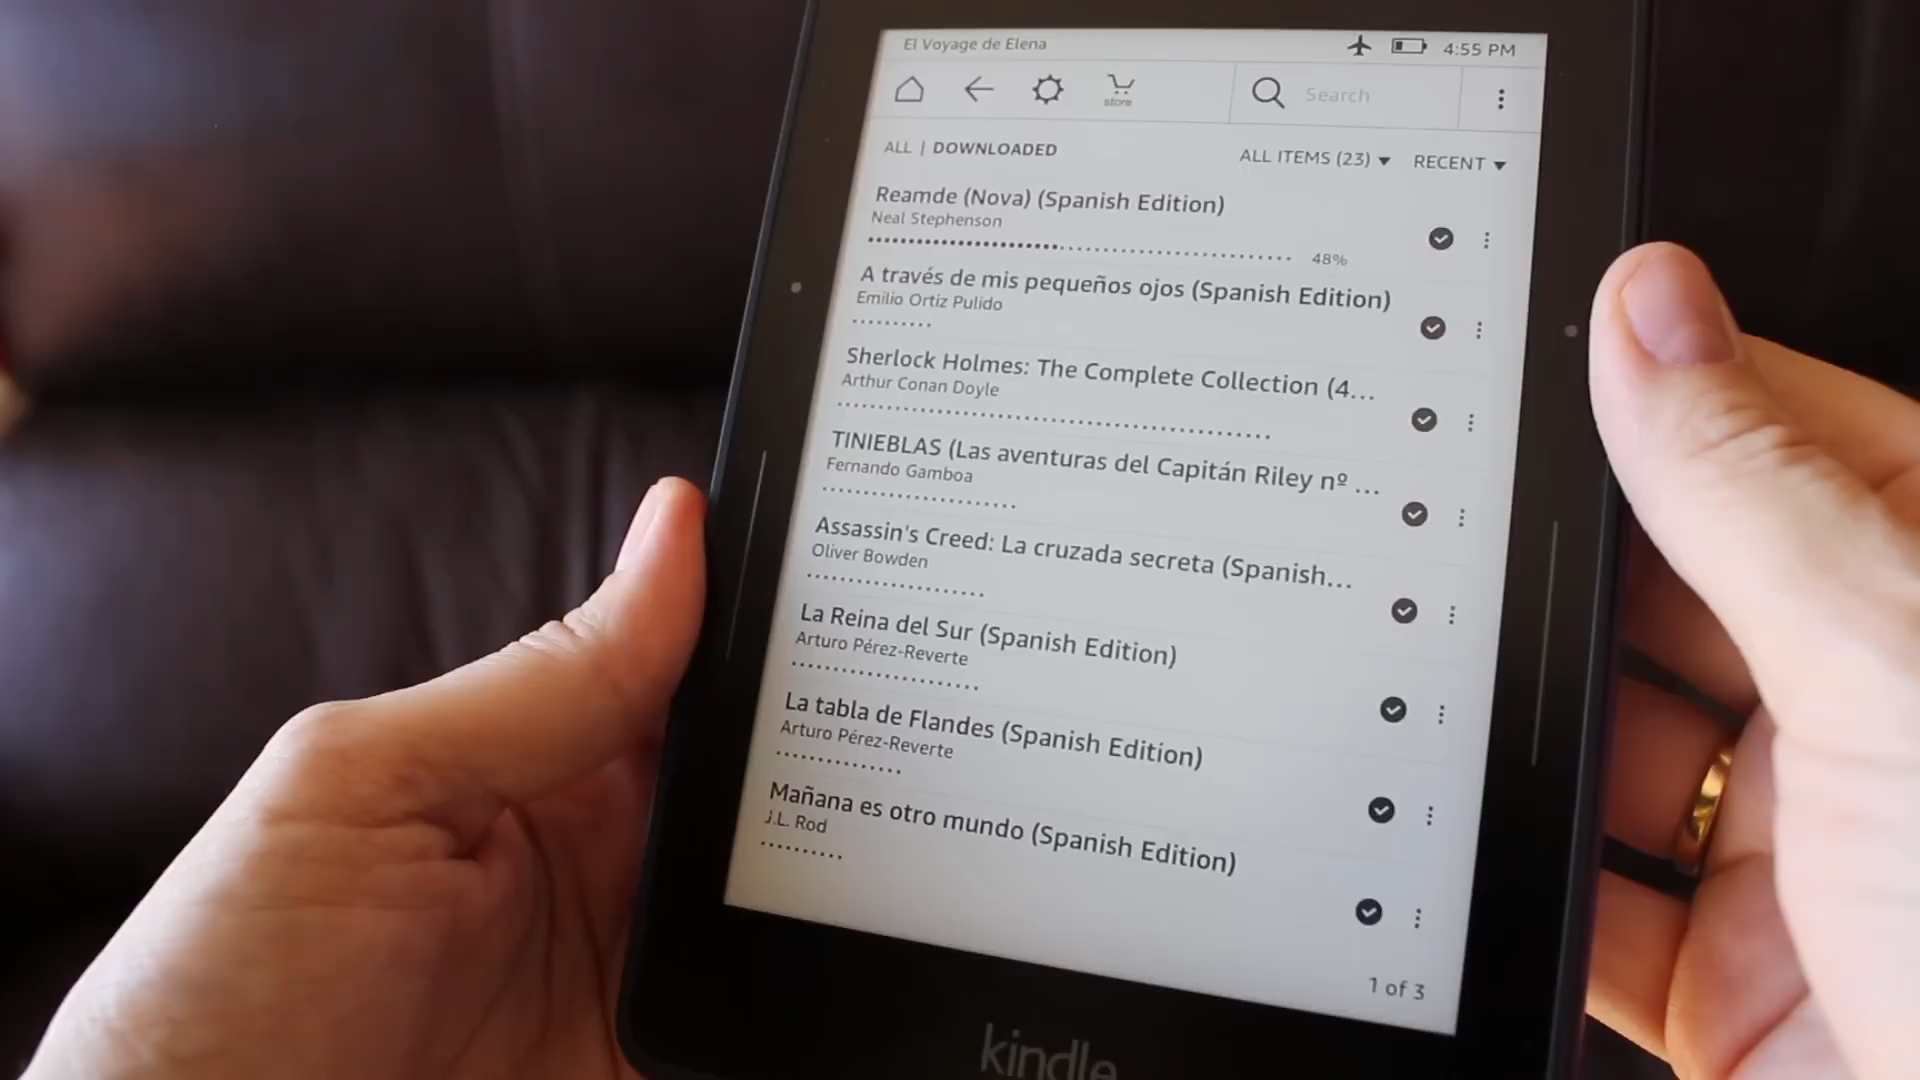 El Voyage de Elena
4:55 PM
store
Search
ALL | DOWNLOADED
ALL ITEMS (23)
RECENT
Reamde (Nova) (Spanish Edition)
Neal Stephenson
48%
A través de mis pequeños ojos (Spanish Edition)
Emilio Ortiz Pulido
Sherlock Holmes: The Complete Collection (4...
Arthur Conan Doyle
TINIEBLAS (Las aventuras del Capitán Riley nº ...
Fernando Gamboa
Assassin's Creed: La cruzada secreta (Spanish...
Oliver Bowden
La Reina del Sur (Spanish Edition)
Arturo Pérez-Reverte
La tabla de Flandes (Spanish Edition)
Arturo Pérez-Reverte
Mañana es otro mundo (Spanish Edition)
J.L. Rod
1 of 3
kindle